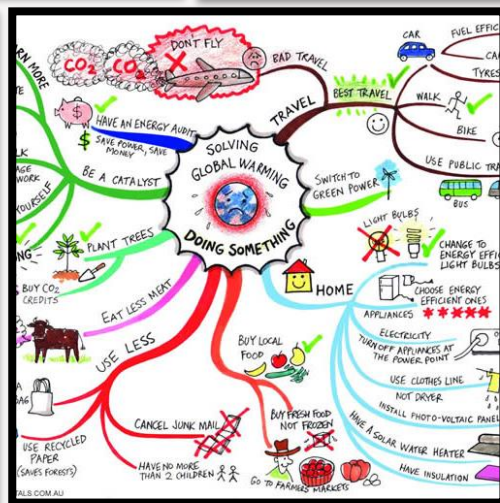 DON'T FLY
CO2
CO2
BAD TRAVEL
TRAVEL
BEST TRAVEL
CAR
FUEL
TYRES
WALK
BIKE
USE PUBLIC
BUS
MORE
HAVE AN ENERGY AUDIT
SAVE POWER, SAVE
MONEY
$
$
SOLVING
GLOBAL WARMING
DOING SOMETHING
SWITCH TO
GREEN POWER
BE A CATALYST
WORK
YOURSELF
PLANT TREES
BUY CO2
CREDITS
EAT LESS MEAT
LIGHT BULBS
CHANGE TO
ENERGY
LIGHT BULBS
HOME
CHOOSE ENERGY
EFFICIENT ONES
APPLIANCES
ELECTRICITY
TURN OFF APPLIANCES AT
THE POWER POINT
USE CLOTHES LINE
NOT DRYER
INSTALL PHOTO-VOLTAIC
HAVE A SOLAR WATER HEATER
HAVE INSULATION
USE LESS
BUY LOCAL
FOOD
BUY FRESH FOOD
NOT FROZEN
GO TO FARMERS MARKETS
CANCEL JUNK MAIL
HAVE NO MORE
THAN 2 CHILDREN
USE RECYCLED
PAPER
(SAVES FORESTS)